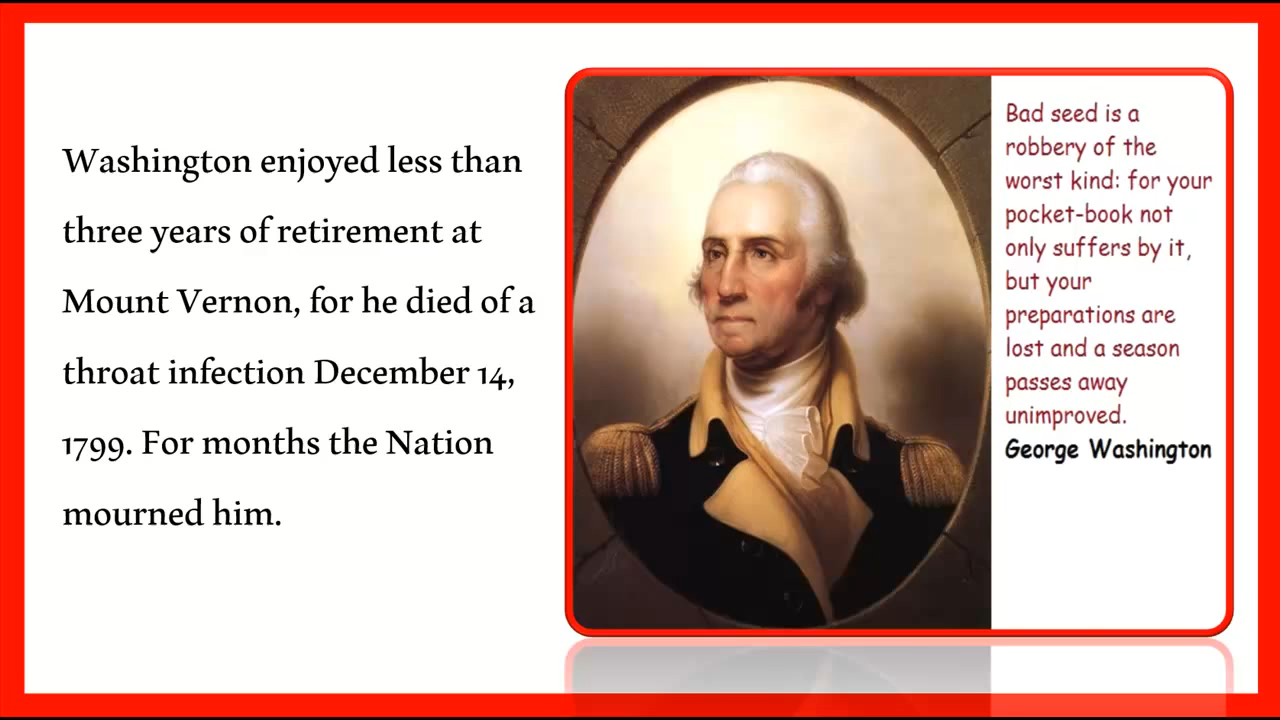 Washington enjoyed less than
three years of retirement at
Mount Vernon, for he died of a
throat infection December 14,
1799. For months the Nation
mourned him.
Bad seed is a
robbery of the
worst kind: for your
pocket-book not
only suffers by it,
but your
preparations are
lost and a season
passes away
unimproved.
George Washington